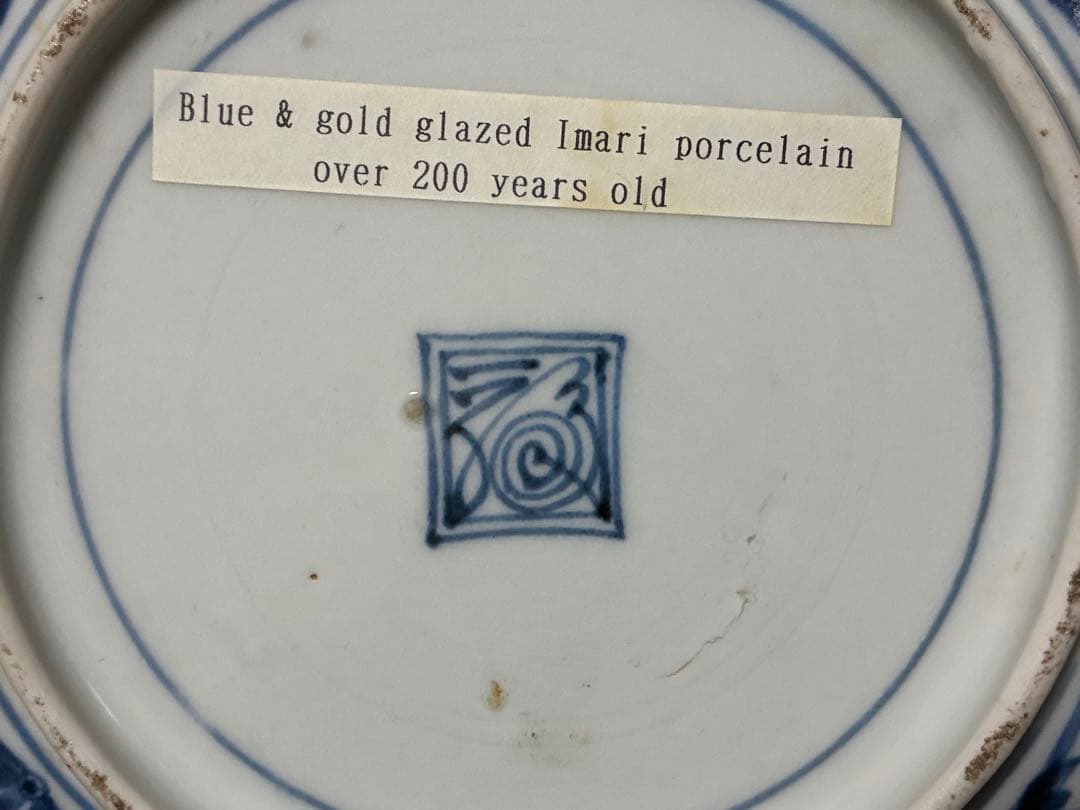 Blue & gold glazed Imari porcelain
over 200 years old